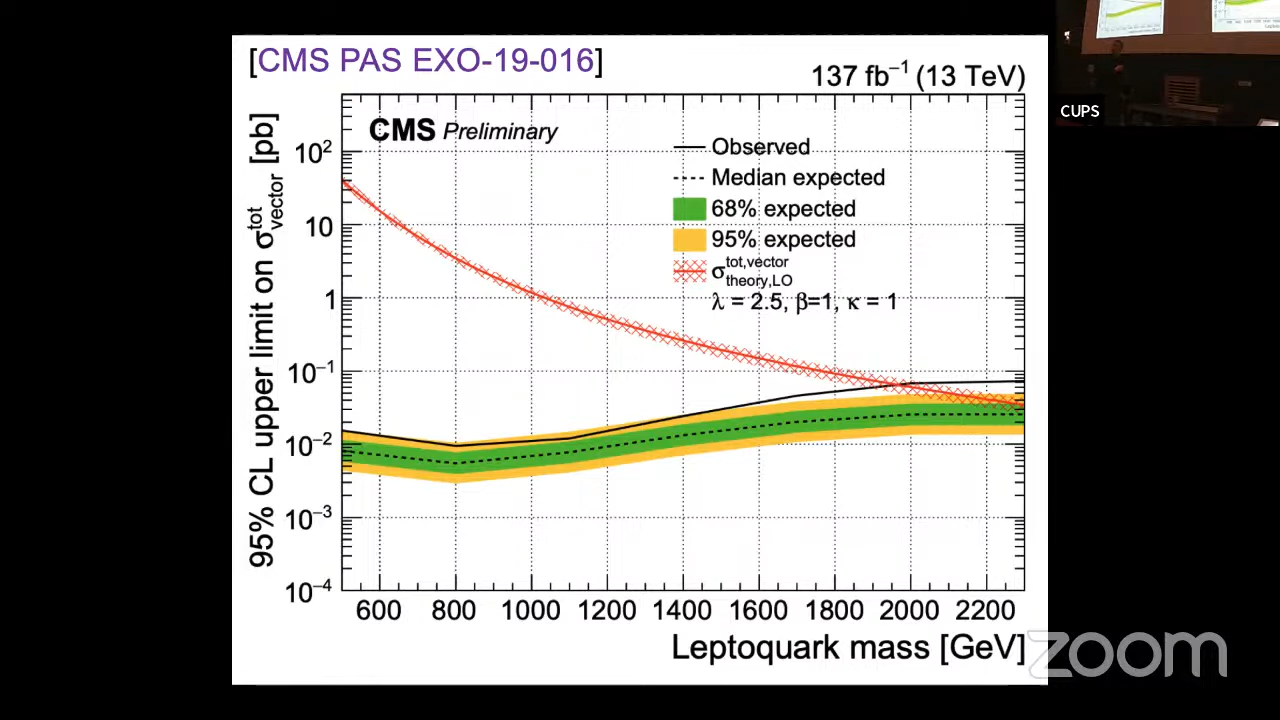 [CMS PAS EXO-19-016]
137 fb⁻¹ (13 TeV)
CMS Preliminary
Observed
Median expected
68% expected
95% expected
σ^tot,vector_theory,LO
λ = 2.5, β=1, κ = 1
95% CL upper limit on σ^tot_vector [pb]
10²
10
1
10⁻¹
10⁻²
10⁻³
10⁻⁴
600 800 1000 1200 1400 1600 1800 2000 2200
Leptoquark mass [GeV]
CUPS
zoom